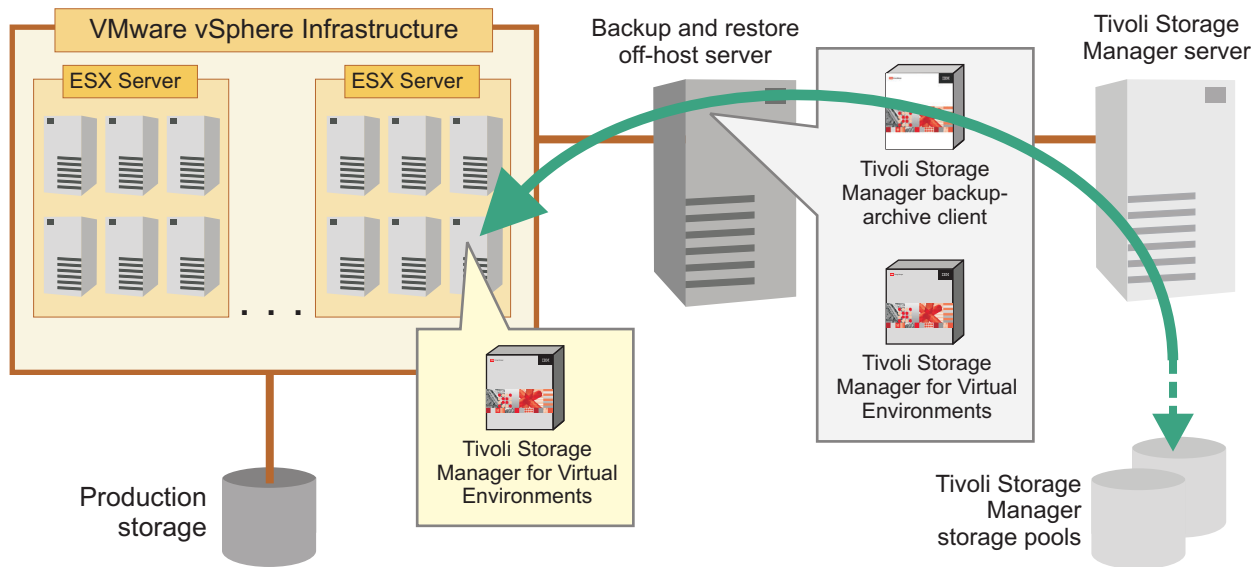 VMware vSphere Infrastructure
ESX Server
ESX Server
. . .
Backup and restore
off-host server
Tivoli Storage
Manager server
Tivoli Storage
Manager backup-
archive client
Tivoli Storage
Manager for Virtual
Environments
Tivoli Storage
Manager for Virtual
Environments
Production
storage
Tivoli Storage
Manager
storage pools